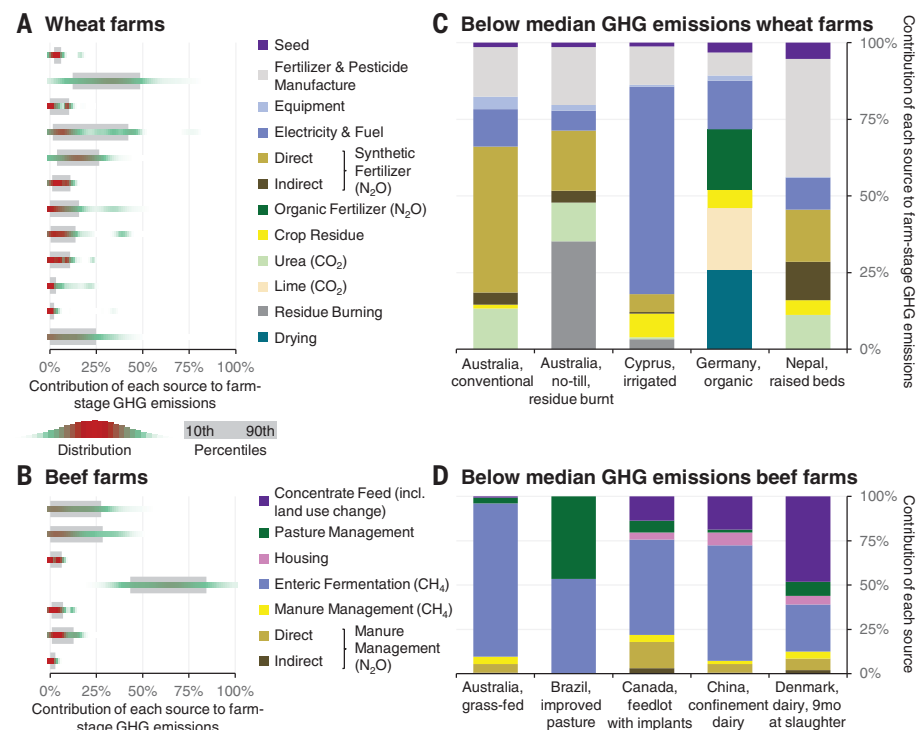 A Wheat farms
Seed
Fertilizer & Pesticide
Manufacture
Equipment
Electricity & Fuel
Direct
Indirect
Synthetic
Fertilizer
(N₂O)
Organic Fertilizer (N₂O)
Crop Residue
Urea (CO₂)
Lime (CO₂)
Residue Burning
Drying
0% 25% 50% 75% 100%
Contribution of each source to farm-
stage GHG emissions
Distribution
10th 90th
Percentiles
B Beef farms
Concentrate Feed (incl.
land use change)
Pasture Management
Housing
Enteric Fermentation (CH₄)
Manure Management (CH₄)
Direct
Indirect
Manure
Management
(N₂O)
0% 25% 50% 75% 100%
Contribution of each source to farm-
stage GHG emissions
C Below median GHG emissions wheat farms
100%
75%
50%
25%
0%
Contribution of each source to farm-stage GHG emissions
Australia,
conventional
Australia,
no-till,
residue burnt
Cyprus,
irrigated
Germany,
organic
Nepal,
raised beds
D Below median GHG emissions beef farms
100%
75%
50%
25%
0%
Contribution of each source
Australia,
grass-fed
Brazil,
improved
pasture
Canada,
feedlot
with implants
China,
confinement
dairy
Denmark,
dairy, 9mo
at slaughter